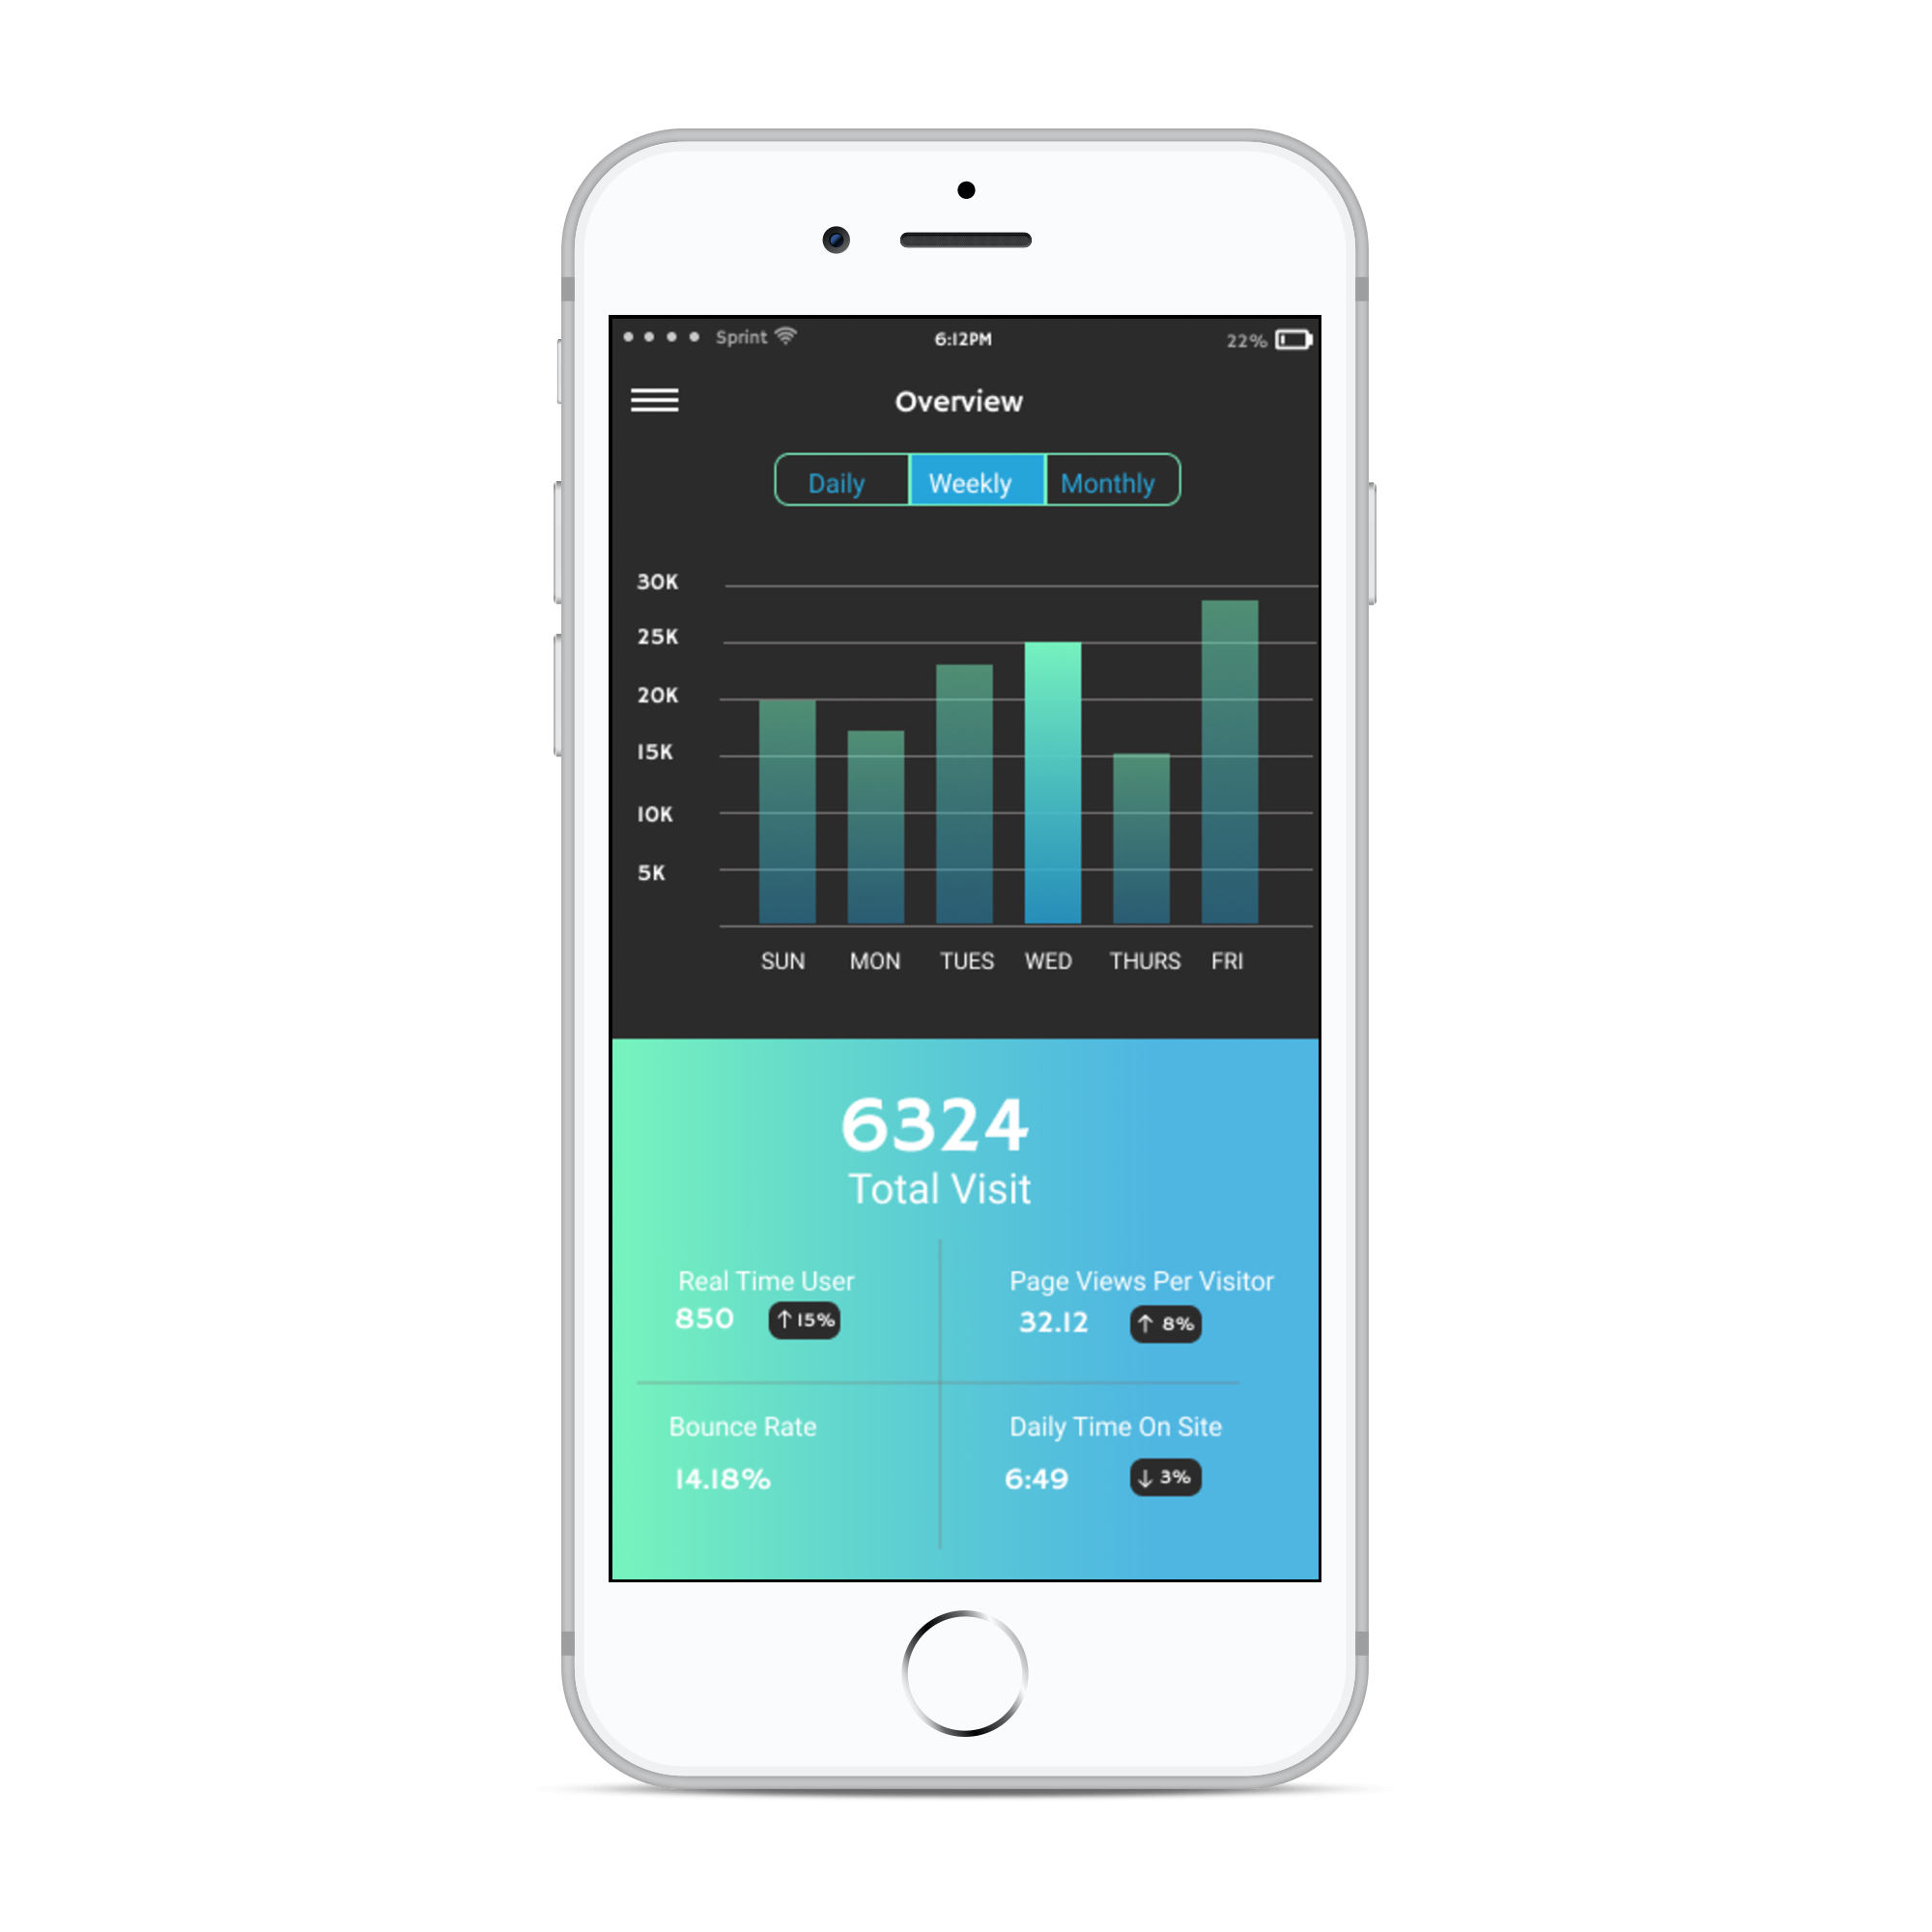 Sprint 6:12PM 22%
Overview
Daily Weekly Monthly
30K
25K
20K
15K
10K
5K
SUN MON TUES WED THURS FRI
6324
Total Visit
Real Time User Page Views Per Visitor
850 ↑15% 32.12 ↑ 8%
Bounce Rate Daily Time On Site
14.18% 6:49 ↓ 3%